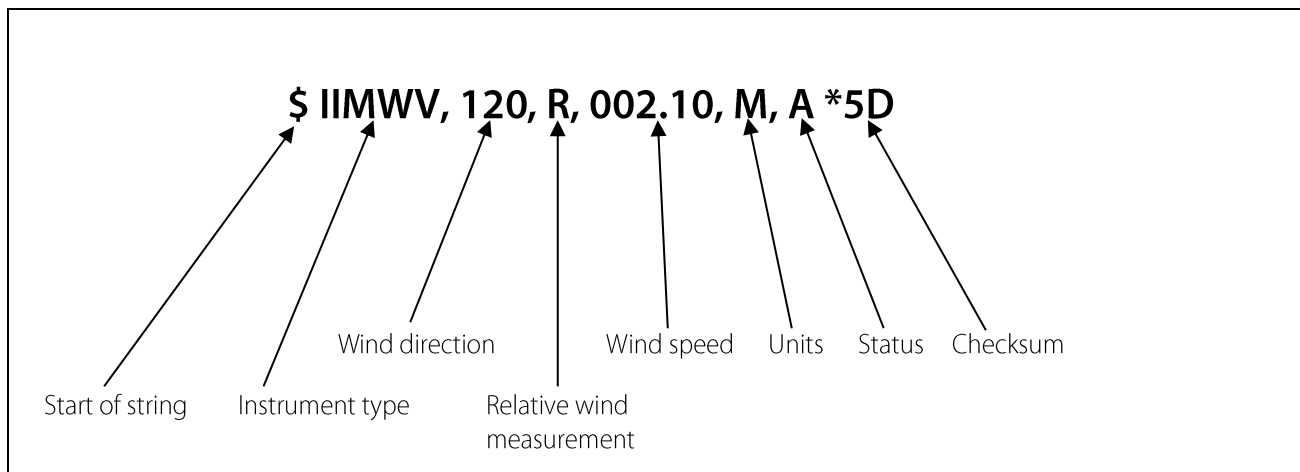 $ IIMWV, 120, R, 002.10, M, A *5D
Wind direction
Wind speed
Units
Status
Checksum
Start of string
Instrument type
Relative wind
measurement